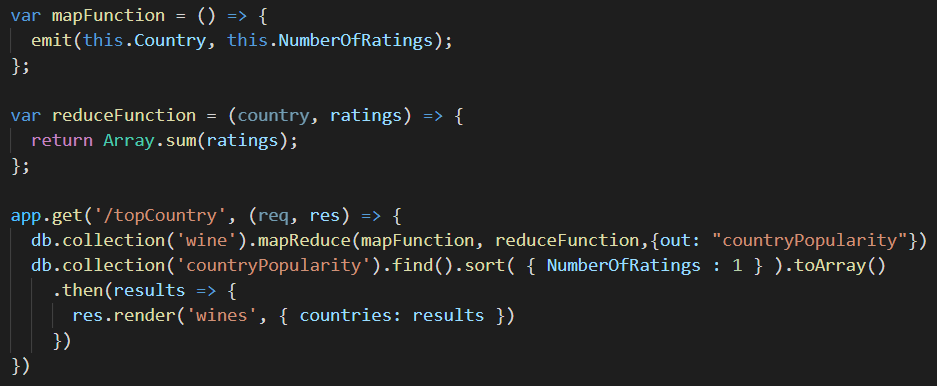 var mapFunction = () => {
  emit(this.Country, this.NumberOfRatings);
};

var reduceFunction = (country, ratings) => {
  return Array.sum(ratings);
};

app.get('/topCountry', (req, res) => {
  db.collection('wine').mapReduce(mapFunction, reduceFunction,{out: "countryPopularity"})
  db.collection('countryPopularity').find().sort( { NumberOfRatings : 1 } ).toArray()
    .then(results => {
      res.render('wines', { countries: results })
    })
})